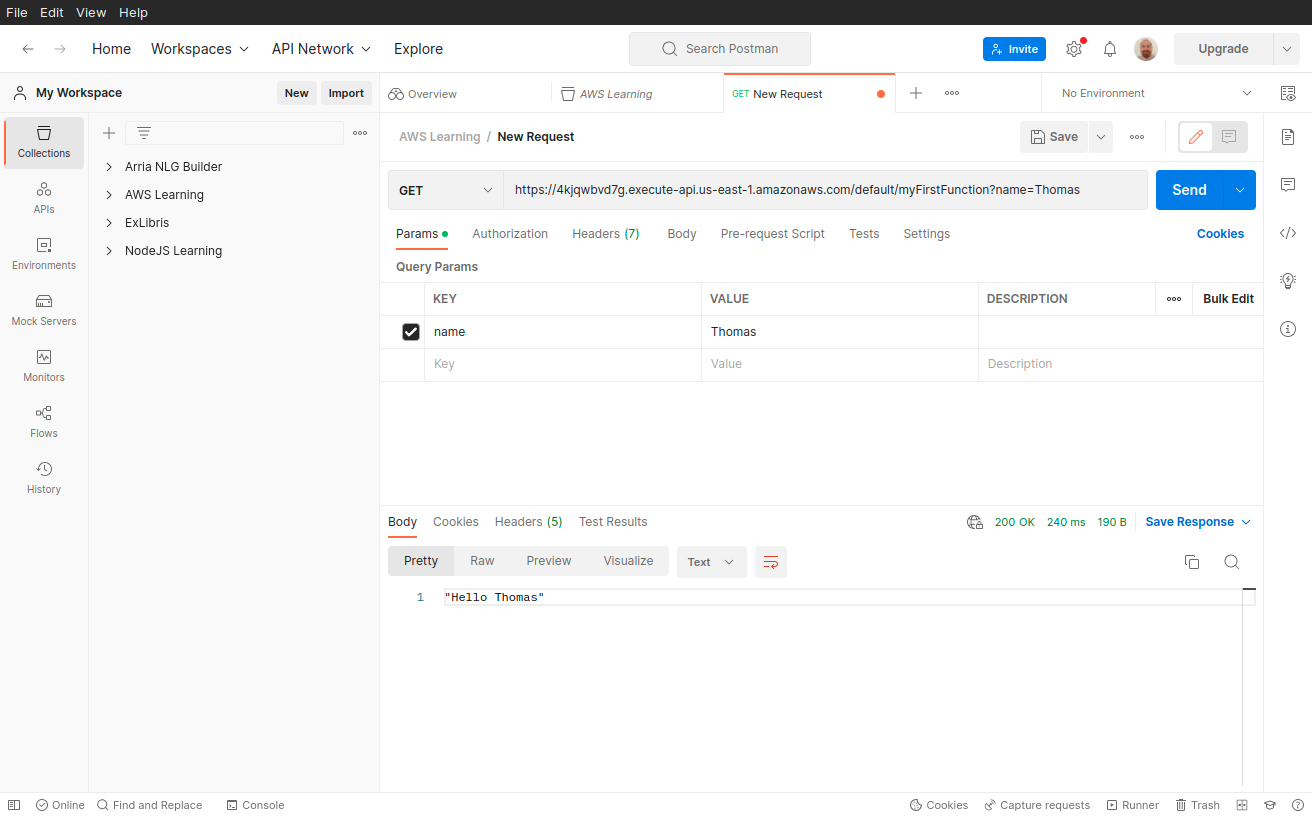 File Edit View Help
Home Workspaces API Network Explore Search Postman Invite Upgrade
My Workspace New Import Overview AWS Learning GET New Request No Environment
Collections
APIs
Environments
Mock Servers
Monitors
Flows
History
Arria NLG Builder
AWS Learning
ExLibris
NodeJS Learning
AWS Learning / New Request Save
GET https://4kjqwbvd7g.execute-api.us-east-1.amazonaws.com/default/myFirstFunction?name=Thomas Send
Params Authorization Headers (7) Body Pre-request Script Tests Settings Cookies
Query Params
KEY VALUE DESCRIPTION Bulk Edit
name Thomas
Key Value Description
Body Cookies Headers (5) Test Results 200 OK 240 ms 190 B Save Response
Pretty Raw Preview Visualize Text
1 "Hello Thomas"
Online Find and Replace Console Cookies Capture requests Runner Trash